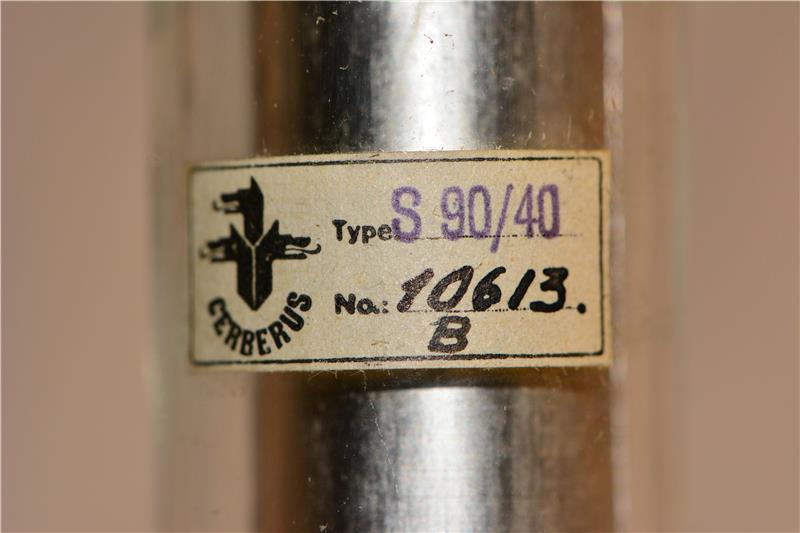 Type S 90/40
No.: 10613.
B
CERBERUS